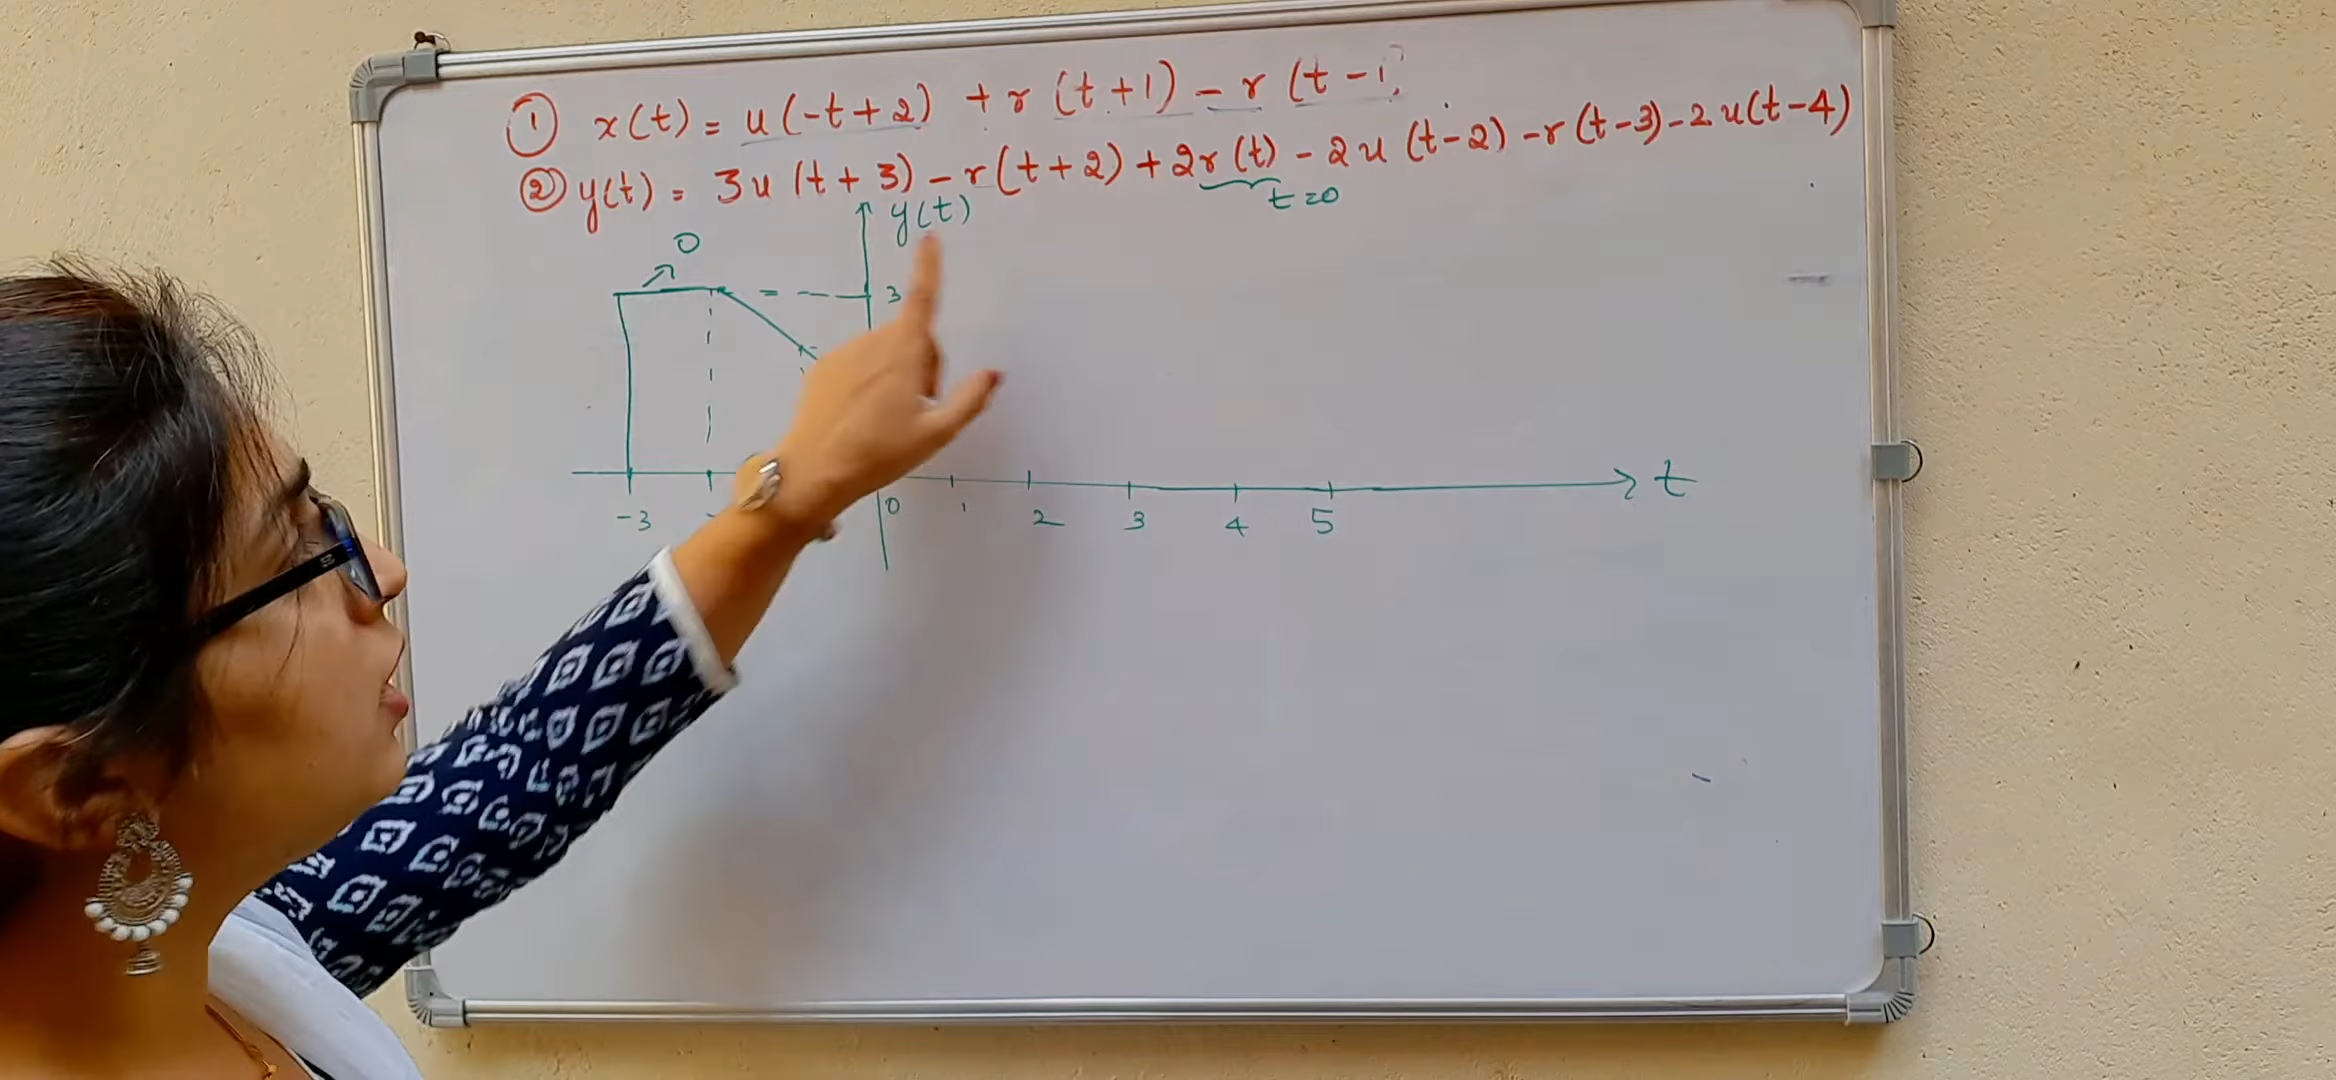 ① x(t) = u(-t+2) + r(t+1) - r(t-1)
② y(t) = 3u(t+3) - r(t+2) + 2r(t) - 2u(t-2) - r(t-3) - 2u(t-4)
t=0
y(t)
0
3
t
-3 0 1 2 3 4 5